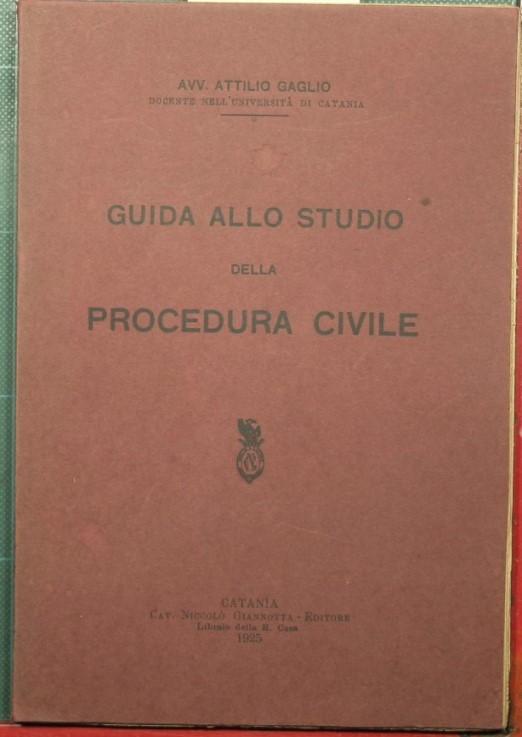 AVV. ATTILIO GAGLIO
DOCENTE NELL'UNIVERSITÀ DI CATANIA
GUIDA ALLO STUDIO
DELLA
PROCEDURA CIVILE
CATANIA
CAV. NICCOLÒ GIANNOTTA - EDITORE
Libraio della R. Casa
1925